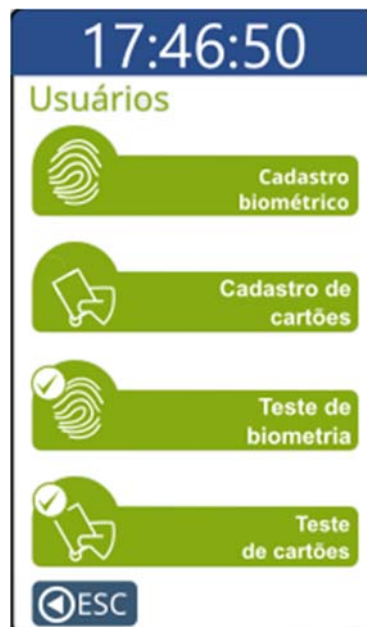 17:46:50
Usuários
Cadastro
biométrico
Cadastro de
cartões
Teste de
biometria
Teste
de cartões
ESC